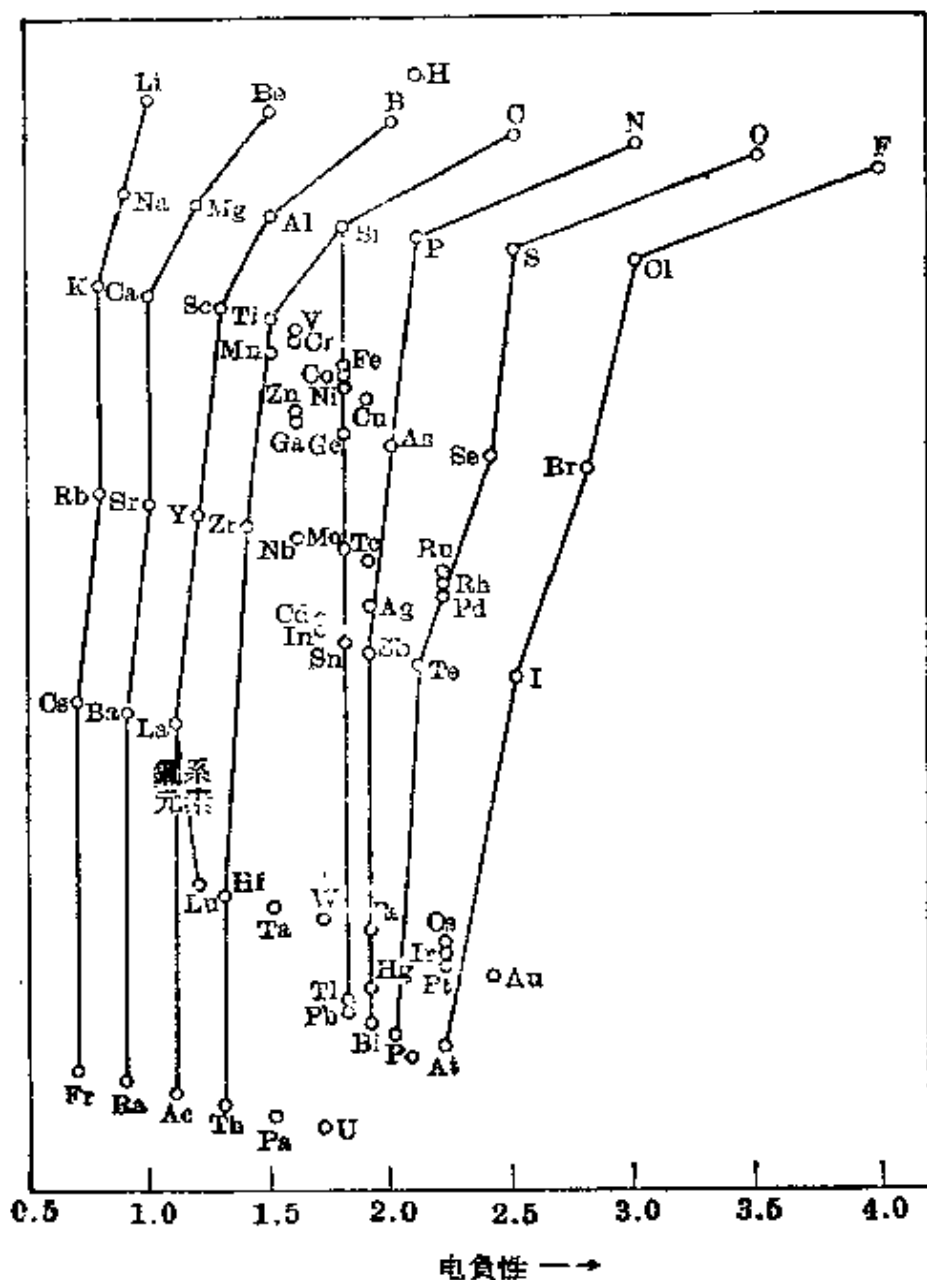 H
Li Be B C N O F
Na Mg Al Si P S Cl
K Ca Sc Ti V
Cr
Mn Fe
Co
Zn Ni
Cu
Ga Ge As Se Br
Rb Sr Y Zr Nb Mo Tc Ru
Rh
Pd
Cd Ag
In Sn Sb Te I
Cs Ba La
系
元素
Lu Hf Ta W Os
Ir
Hg Pt Au
Tl
Pb
Bi Po At
Fr Ra Ac Th
Pa U
0.5 1.0 1.5 2.0 2.5 3.0 3.5 4.0
电负性 →